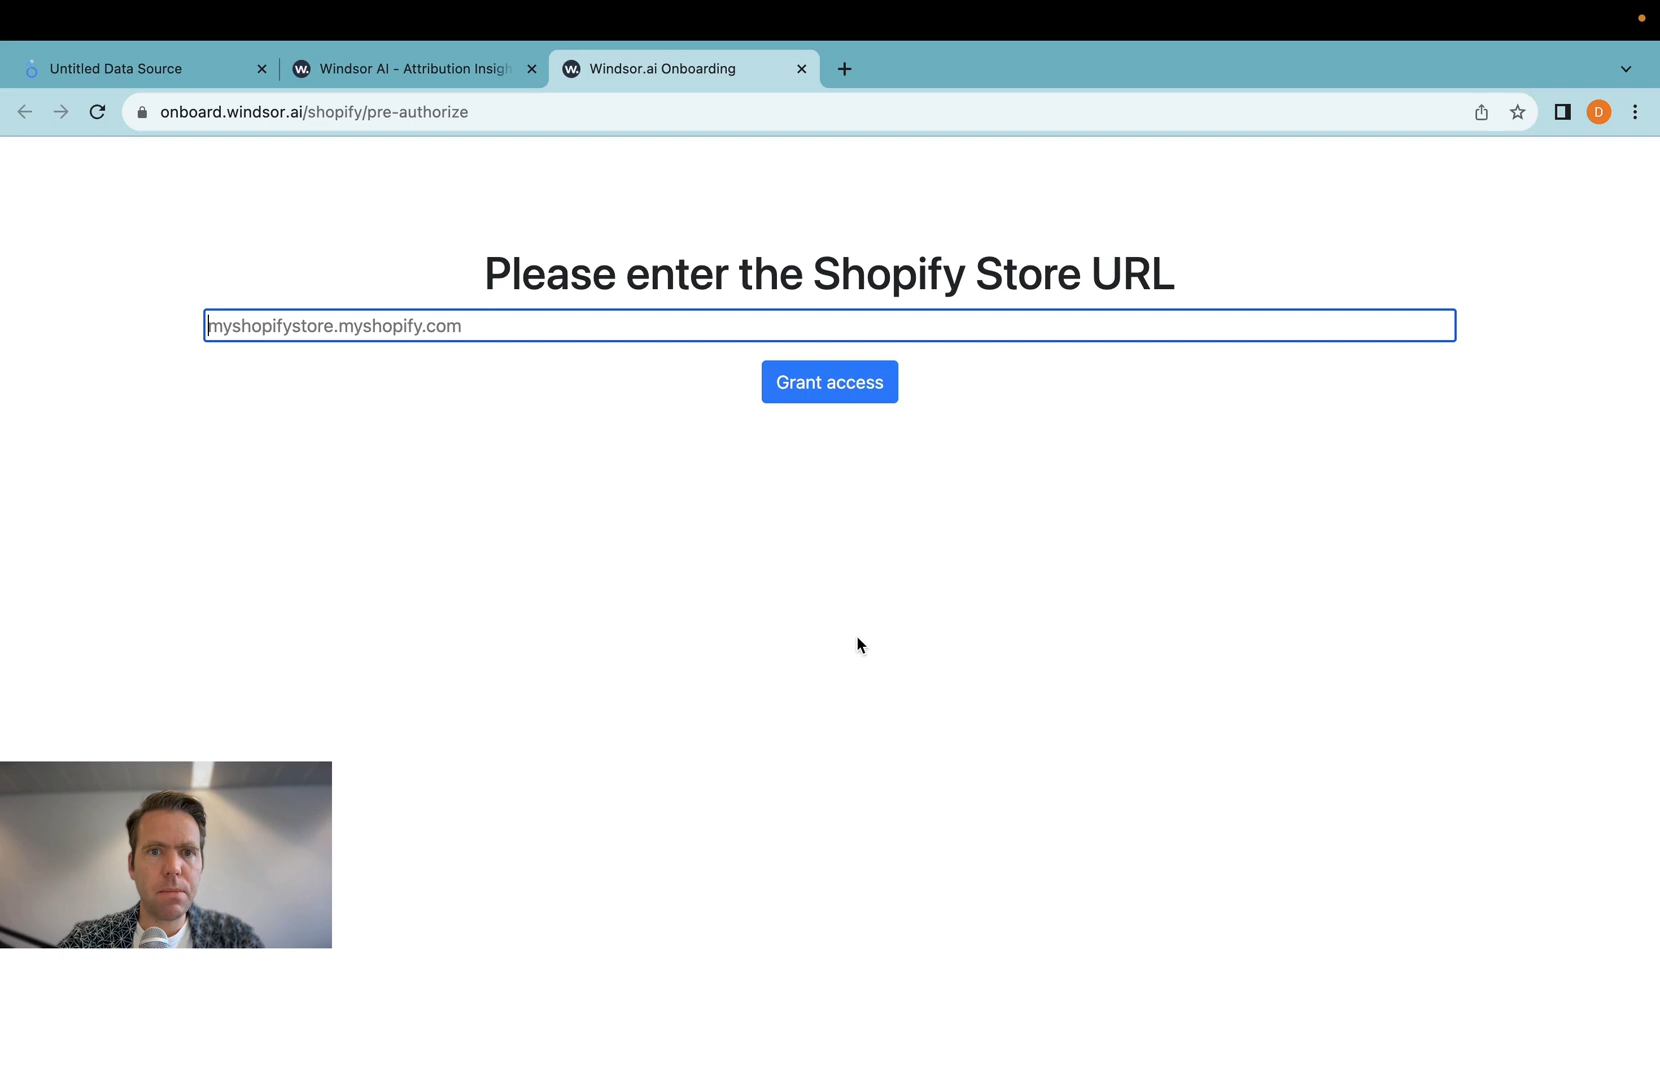 Untitled Data Source
W. Windsor AI - Attribution Insigh
W. Windsor.ai Onboarding
onboard.windsor.ai/shopify/pre-authorize
D
Please enter the Shopify Store URL
myshopifystore.myshopify.com
Grant access